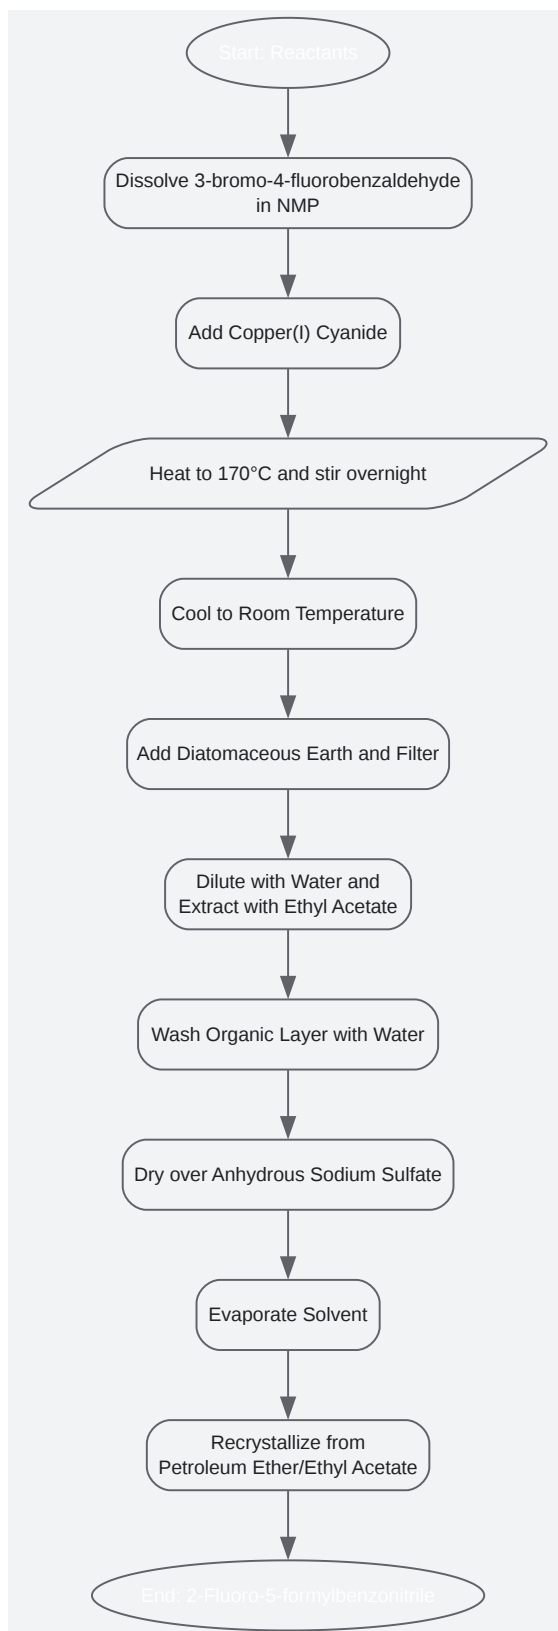 Start: Reactants
Dissolve 3-bromo-4-fluorobenzaldehyde
in NMP
Add Copper(I) Cyanide
Heat to 170°C and stir overnight
Cool to Room Temperature
Add Diatomaceous Earth and Filter
Dilute with Water and
Extract with Ethyl Acetate
Wash Organic Layer with Water
Dry over Anhydrous Sodium Sulfate
Evaporate Solvent
Recrystallize from
Petroleum Ether/Ethyl Acetate
End: 2-Fluoro-5-formylbenzonitrile